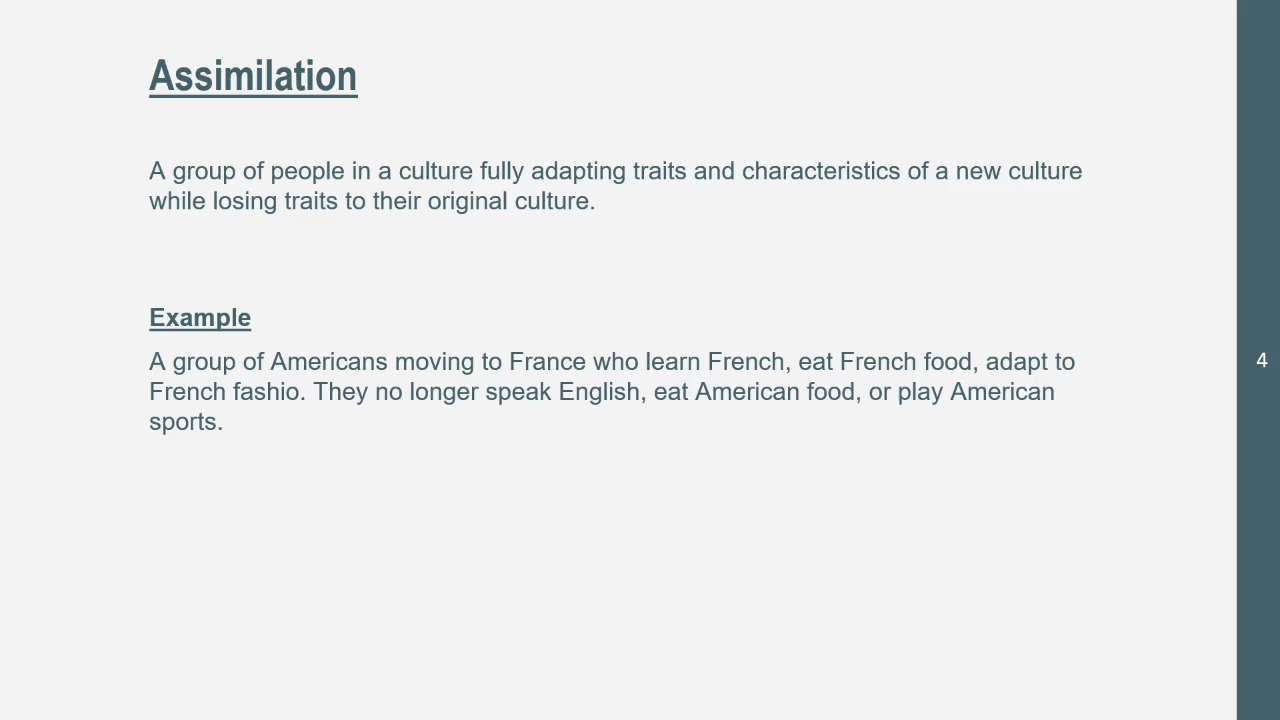 Assimilation
A group of people in a culture fully adapting traits and characteristics of a new culture
while losing traits to their original culture.
Example
A group of Americans moving to France who learn French, eat French food, adapt to
French fashio. They no longer speak English, eat American food, or play American
sports.
4